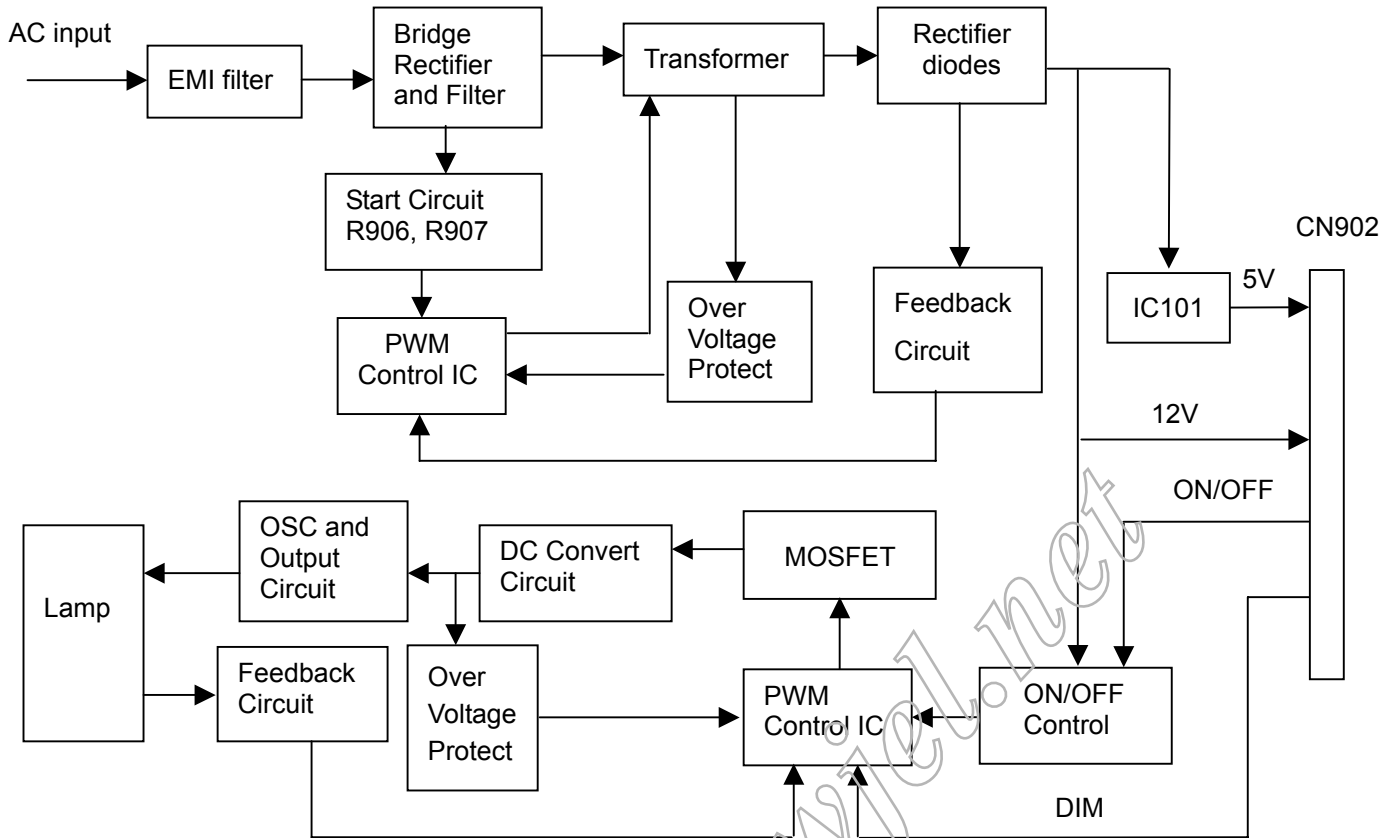 AC input
EMI filter
Bridge
Rectifier
and Filter
Transformer
Rectifier
diodes
Start Circuit
R906, R907
CN902
PWM
Control IC
Over
Voltage
Protect
Feedback
Circuit
IC101
5V
12V
ON/OFF
Lamp
OSC and
Output
Circuit
DC Convert
Circuit
MOSFET
Feedback
Circuit
Over
Voltage
Protect
PWM
Control IC
ON/OFF
Control
DIM